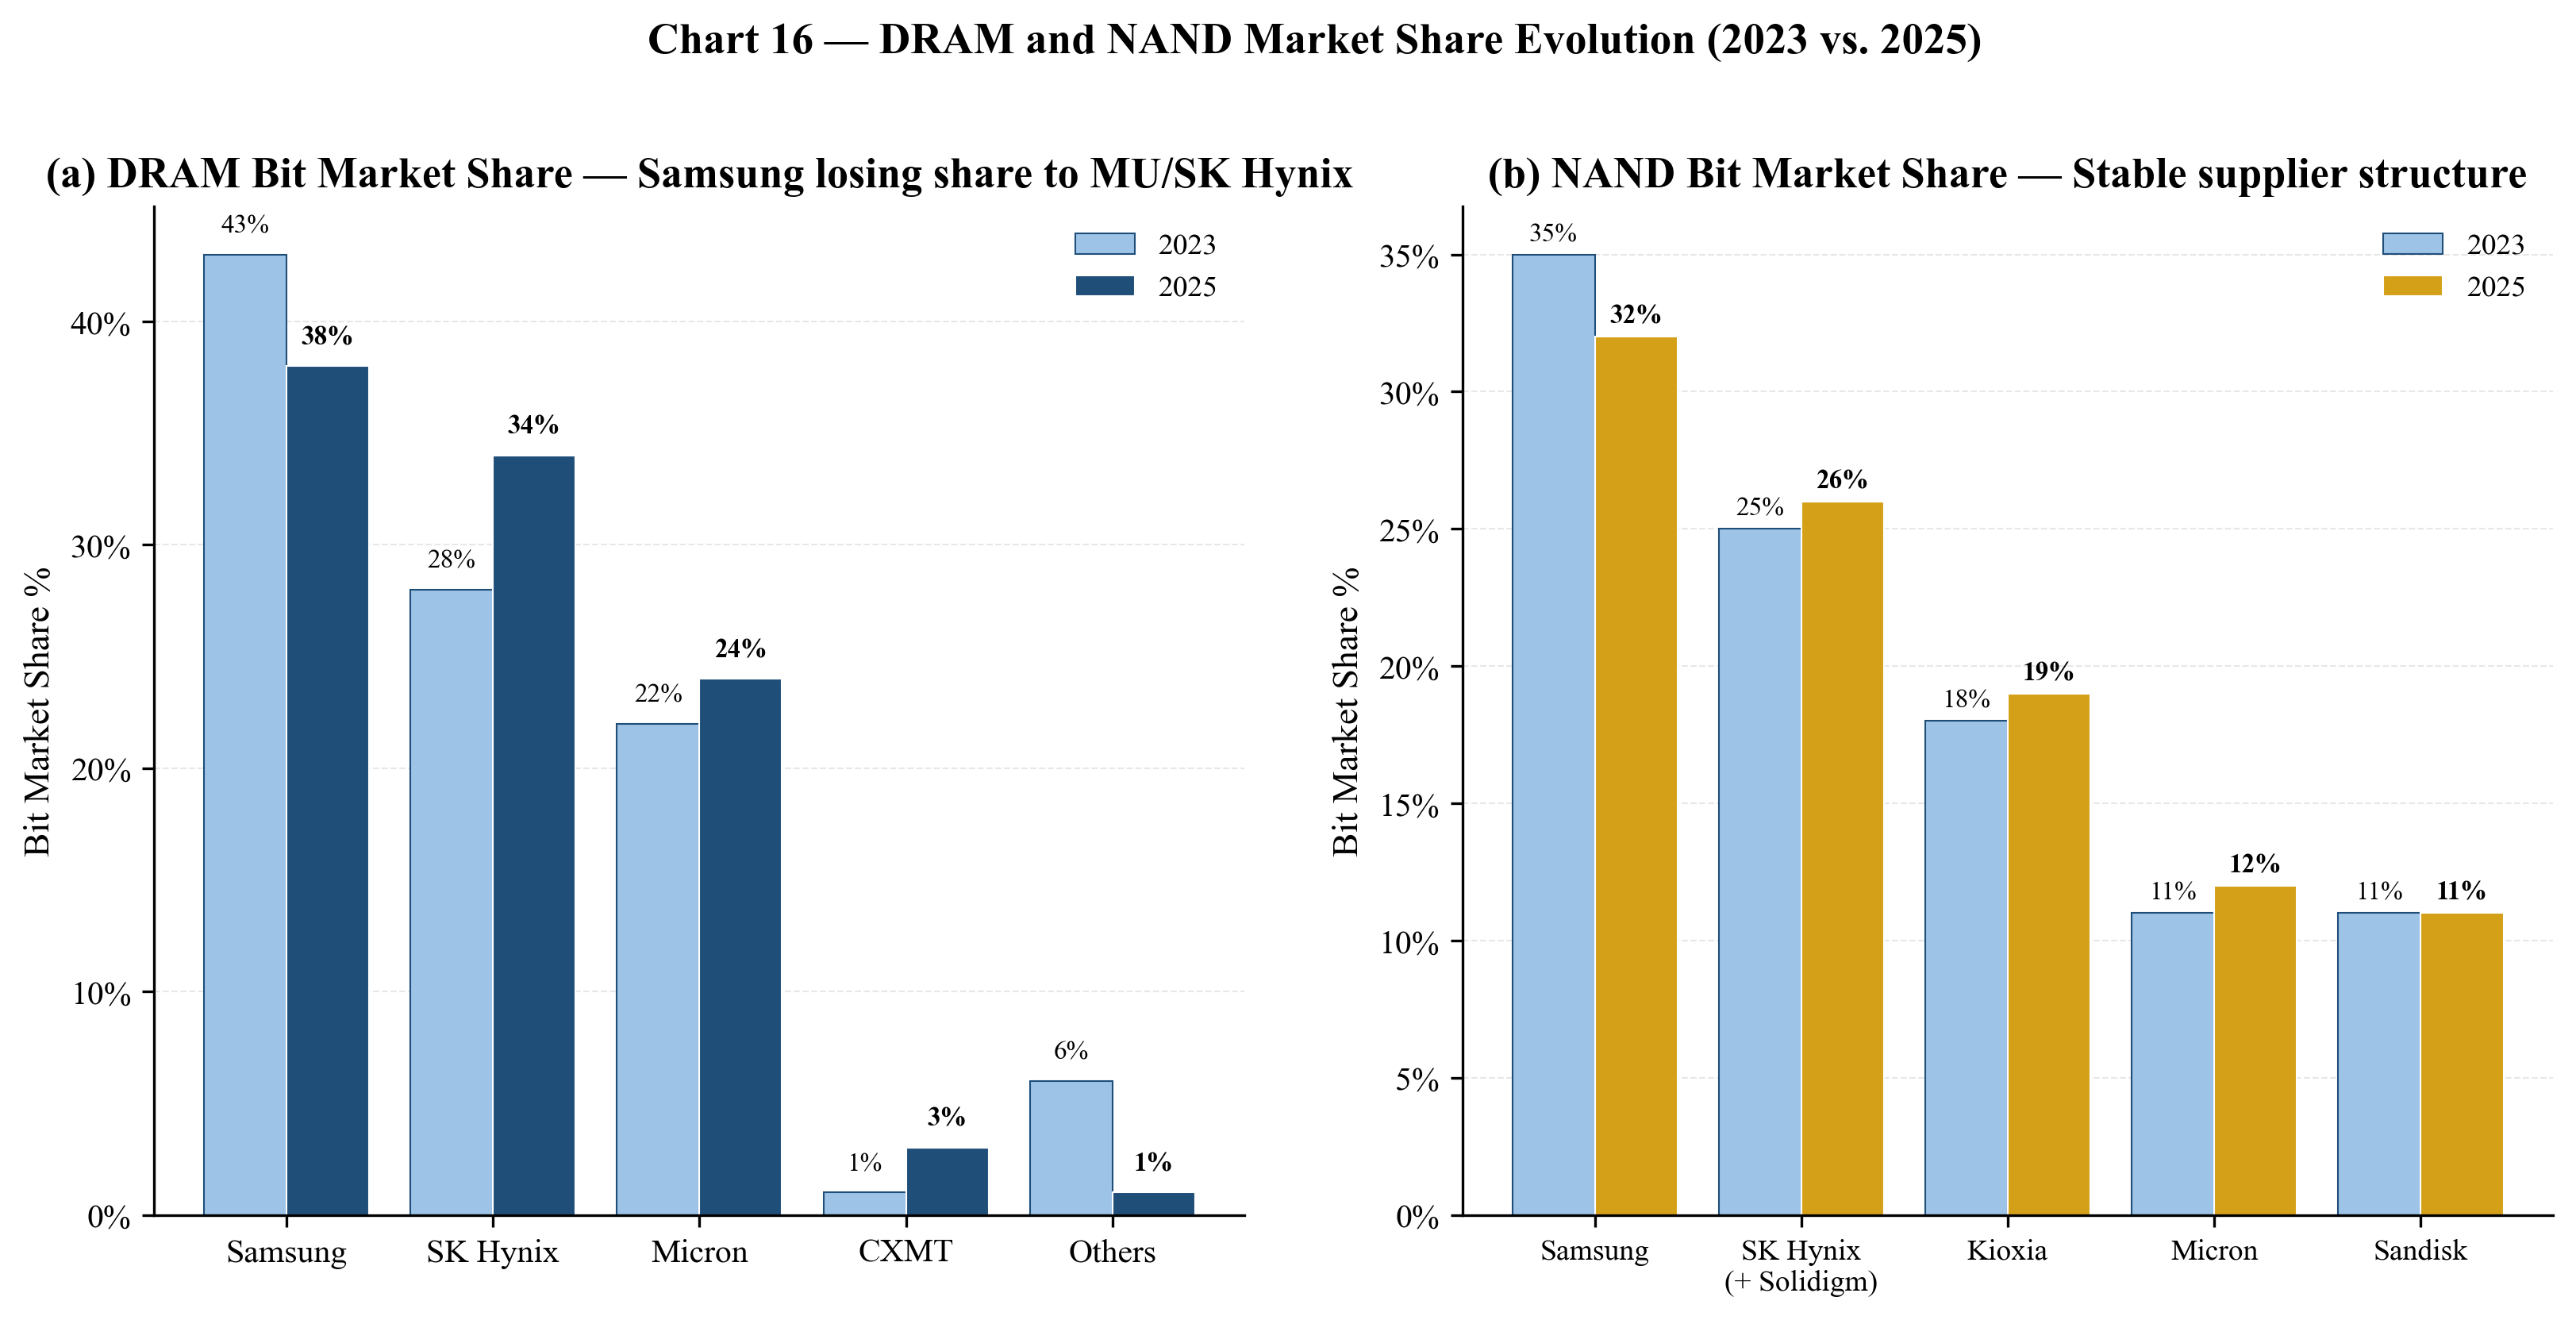 Chart 16 — DRAM and NAND Market Share Evolution (2023 vs. 2025)
(a) DRAM Bit Market Share — Samsung losing share to MU/SK Hynix
2023
2025
Bit Market Share %
40%
30%
20%
10%
0%
43%
38%
28%
34%
22%
24%
1%
3%
6%
1%
Samsung
SK Hynix
Micron
CXMT
Others
(b) NAND Bit Market Share — Stable supplier structure
2023
2025
Bit Market Share %
35%
30%
25%
20%
15%
10%
5%
0%
35%
32%
25%
26%
18%
19%
11%
12%
11%
11%
Samsung
SK Hynix
(+ Solidigm)
Kioxia
Micron
Sandisk